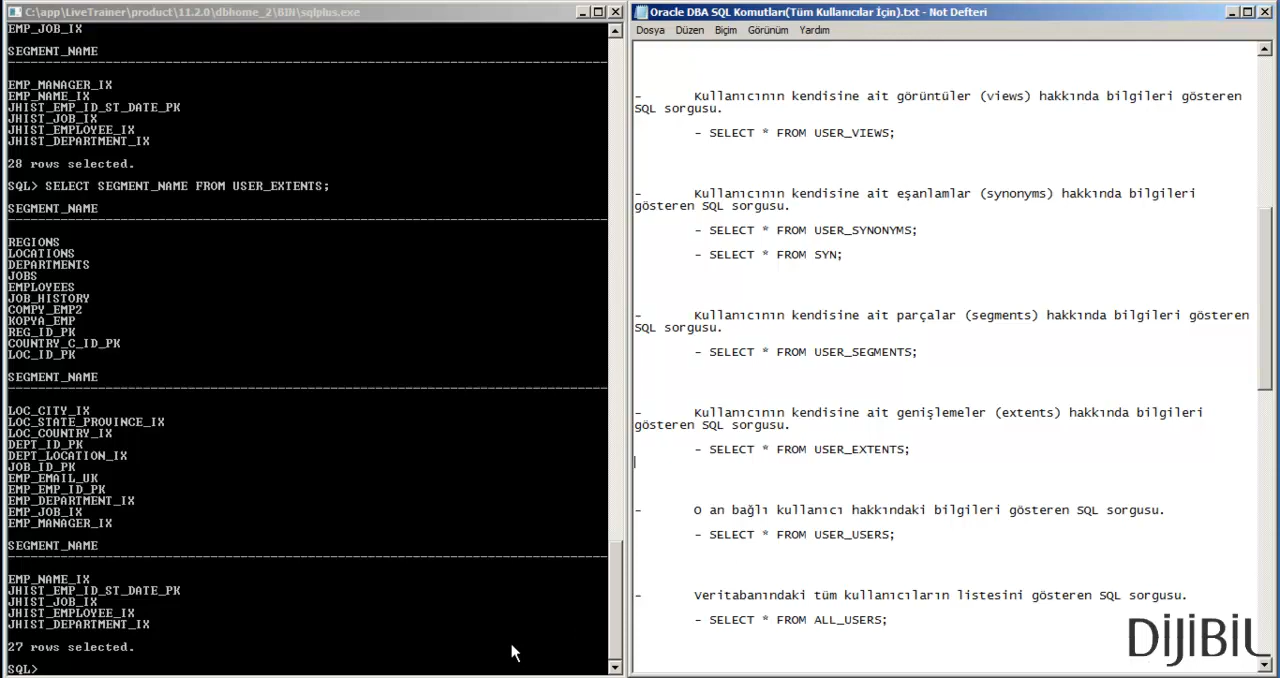 C:\app\LiveTrainer\product\11.2.0\dbhome_2\BIN\sqlplus.exe
EMP_JOB_IX
SEGMENT_NAME
EMP_MANAGER_IX
EMP_NAME_IX
JHIST_EMP_ID_ST_DATE_PK
JHIST_JOB_IX
JHIST_EMPLOYEE_IX
JHIST_DEPARTMENT_IX
28 rows selected.
SQL> SELECT SEGMENT_NAME FROM USER_EXTENTS;
SEGMENT_NAME
REGIONS
LOCATIONS
DEPARTMENTS
JOBS
EMPLOYEES
JOB_HISTORY
COMPY_EMP2
KOPYA_EMP
REG_ID_PK
COUNTRY_C_ID_PK
LOC_ID_PK
SEGMENT_NAME
LOC_CITY_IX
LOC_STATE_PROVINCE_IX
LOC_COUNTRY_IX
DEPT_ID_PK
DEPT_LOCATION_IX
JOB_ID_PK
EMP_EMAIL_UK
EMP_EMP_ID_PK
EMP_DEPARTMENT_IX
EMP_JOB_IX
EMP_MANAGER_IX
SEGMENT_NAME
EMP_NAME_IX
JHIST_EMP_ID_ST_DATE_PK
JHIST_JOB_IX
JHIST_EMPLOYEE_IX
JHIST_DEPARTMENT_IX
27 rows selected.
SQL>
Oracle DBA SQL Komutları(Tüm Kullanıcılar İçin).txt - Not Defteri
Dosya Düzen Biçim Görünüm Yardım
- Kullanıcının kendisine ait görüntüler (views) hakkında bilgileri gösteren
SQL sorgusu.
- SELECT * FROM USER_VIEWS;
- Kullanıcının kendisine ait eşanlamlar (synonyms) hakkında bilgileri
gösteren SQL sorgusu.
- SELECT * FROM USER_SYNONYMS;
- SELECT * FROM SYN;
- Kullanıcının kendisine ait parçalar (segments) hakkında bilgileri gösteren
SQL sorgusu.
- SELECT * FROM USER_SEGMENTS;
- Kullanıcının kendisine ait genişlemeler (extents) hakkında bilgileri
gösteren SQL sorgusu.
- SELECT * FROM USER_EXTENTS;
- O an bağlı kullanıcı hakkındaki bilgileri gösteren SQL sorgusu.
- SELECT * FROM USER_USERS;
- Veritabanındaki tüm kullanıcıların listesini gösteren SQL sorgusu.
- SELECT * FROM ALL_USERS;
DiJiBiL